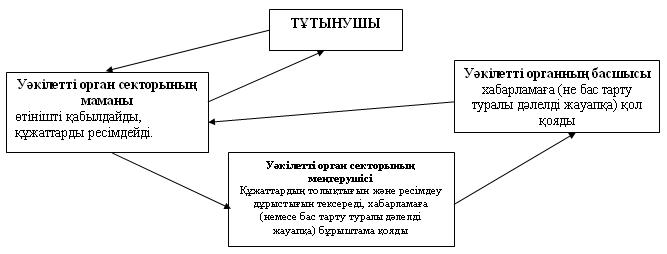 ТҰТЫНУШЫ
Уәкілетті орган секторының
маманы
өтінішті қабылдайды,
құжаттарды ресімдейді.
Уәкілетті органның басшысы
хабарламаға (не бас тарту
туралы дәлелді жауапқа) қол
қояды
Уәкілетті орган секторының
меңгерушісі
Құжаттардың толықтығын және ресімдеу
дұрыстығын тексереді, хабарламаға
(немесе бас тарту туралы дәлелді
жауапқа) бұрыштама қояды